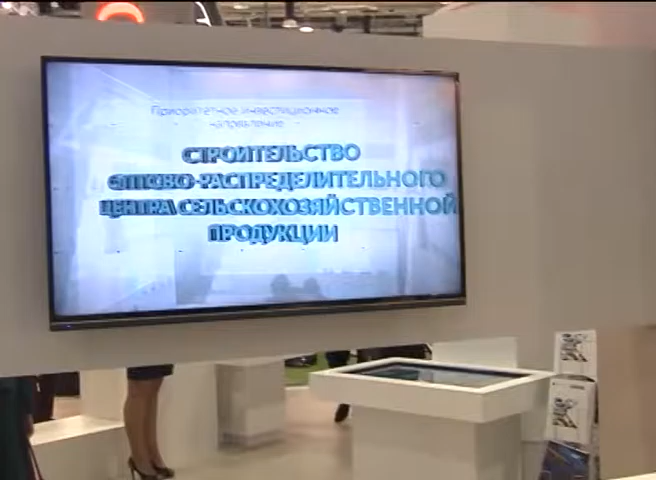 Приоритетное инвестиционное
направление
СТРОИТЕЛЬСТВО
ОПТОВО-РАСПРЕДЕЛИТЕЛЬНОГО
ЦЕНТРА СЕЛЬСКОХОЗЯЙСТВЕННОЙ
ПРОДУКЦИИ